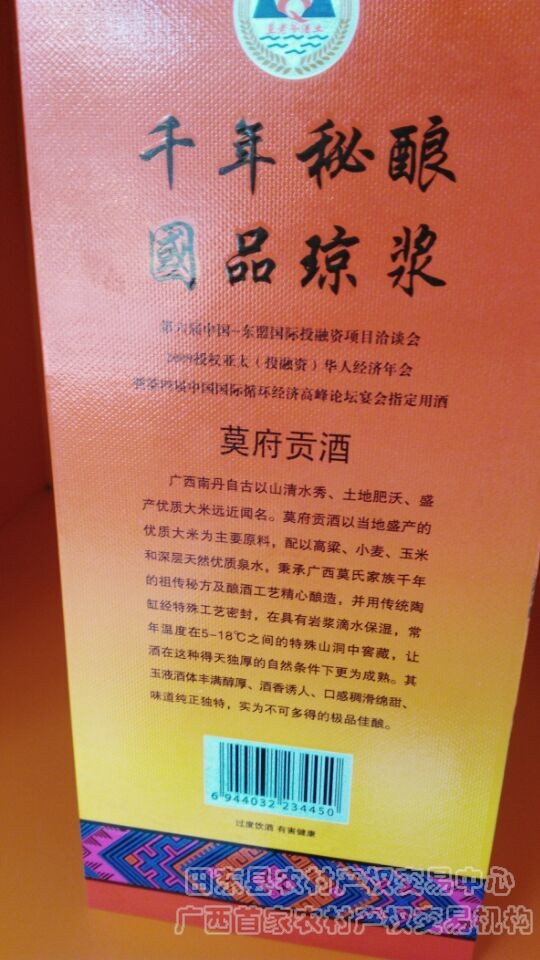 千年秘酿
國品琼浆
第六届中国-东盟国际投融资项目洽谈会
2009授权亚太（投融资）华人经济年会
届中国国际循环经济高峰论坛宴会指定用酒
莫府贡酒
广西南丹自古以山清水秀、土地肥沃、盛
产优质大米远近闻名。莫府贡酒以当地盛产的
优质大米为主要原料，配以高粱、小麦、玉米
和深层天然优质泉水，秉承广西莫氏家族千年
的祖传秘方及酿酒工艺精心酿造，并用传统陶
缸经特殊工艺密封，在具有岩浆滴水保湿，常
年温度在5-18℃之间的特殊山洞中窖藏，让
酒在这种得天独厚的自然条件下更为成熟。其
玉液酒体丰满醇厚、酒香诱人、口感稠滑绵甜、
味道纯正独特，实为不可多得的极品佳酿。
6 944032 234450
过度饮酒 有害健康
田东县农村产权交易中心
广西首家农村产权交易机构